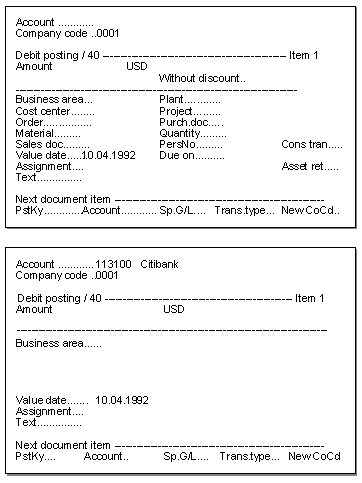 Account ............
Company code ..0001
Debit posting / 40 ------------------------------------------------ Item 1
Amount USD
Without discount..
------------------------------------------------------------------------
Business area... Plant............
Cost center........ Project.........
Order................ Purch.doc.....
Material......... Quantity.........
Sales doc......... PersNo......... Cons tran.....
Value date.....10.04.1992 Due on..........
Assignment.... Asset ret.....
Text...............
Next document item ------------------------------------------------------
PstKy.............Account............ Sp.G/L.... Trans.type... New CoCd..
Account ............113100 Citibank
Company code ..0001
Debit posting / 40 ------------------------------------------------ Item 1
Amount USD
--------------------------------------------------------------------------------
Business area......
Value date....... 10.04.1992
Assignment....
Text...............
Next document item ------------------------------------------------------
PstKy.... Account.. Sp.G/L.... Trans.type... New CoCd